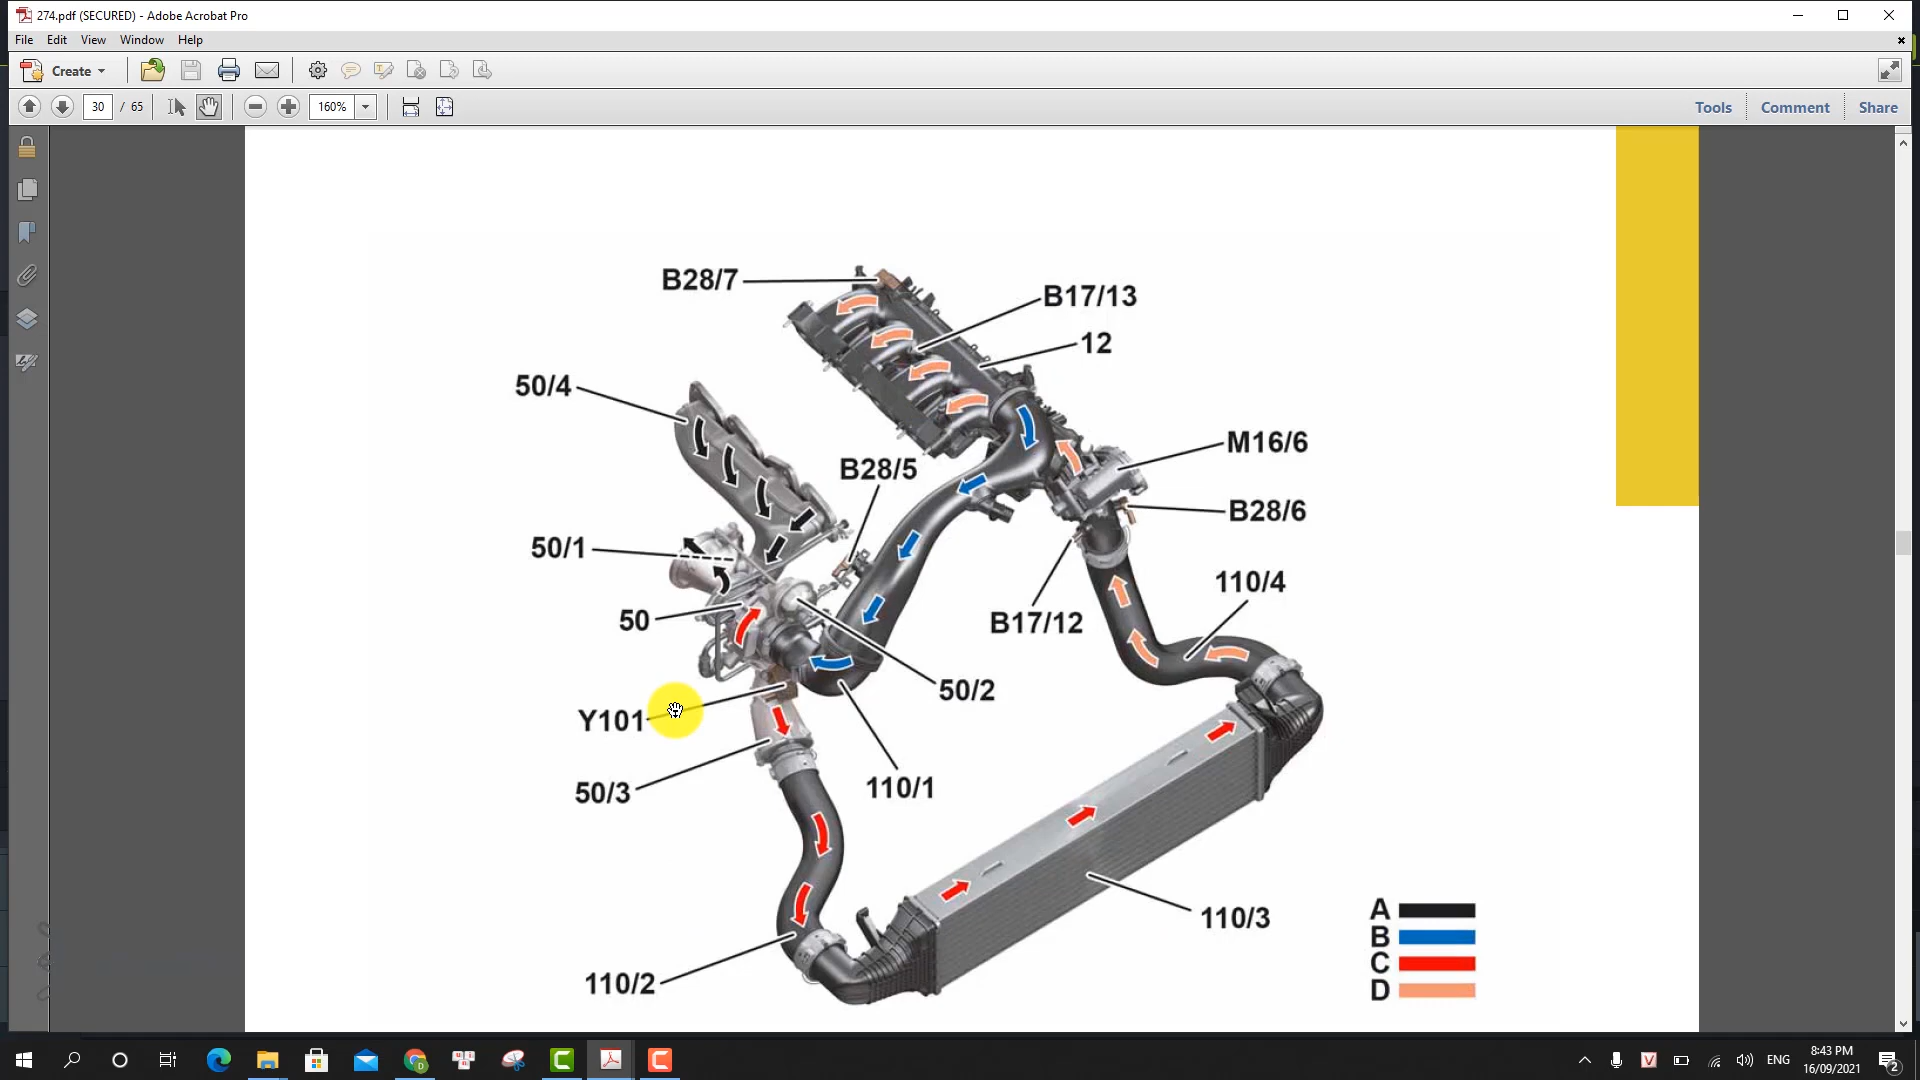 274.pdf (SECURED) - Adobe Acrobat Pro
File Edit View Window Help
Create
30 / 65 160% Tools Comment Share
B28/7
B17/13
12
50/4
M16/6
B28/5
B28/6
50/1
110/4
50
B17/12
50/2
Y101
110/1
50/3
110/3
A
B
C
D
110/2
ENG
8:43 PM
16/09/2021
2